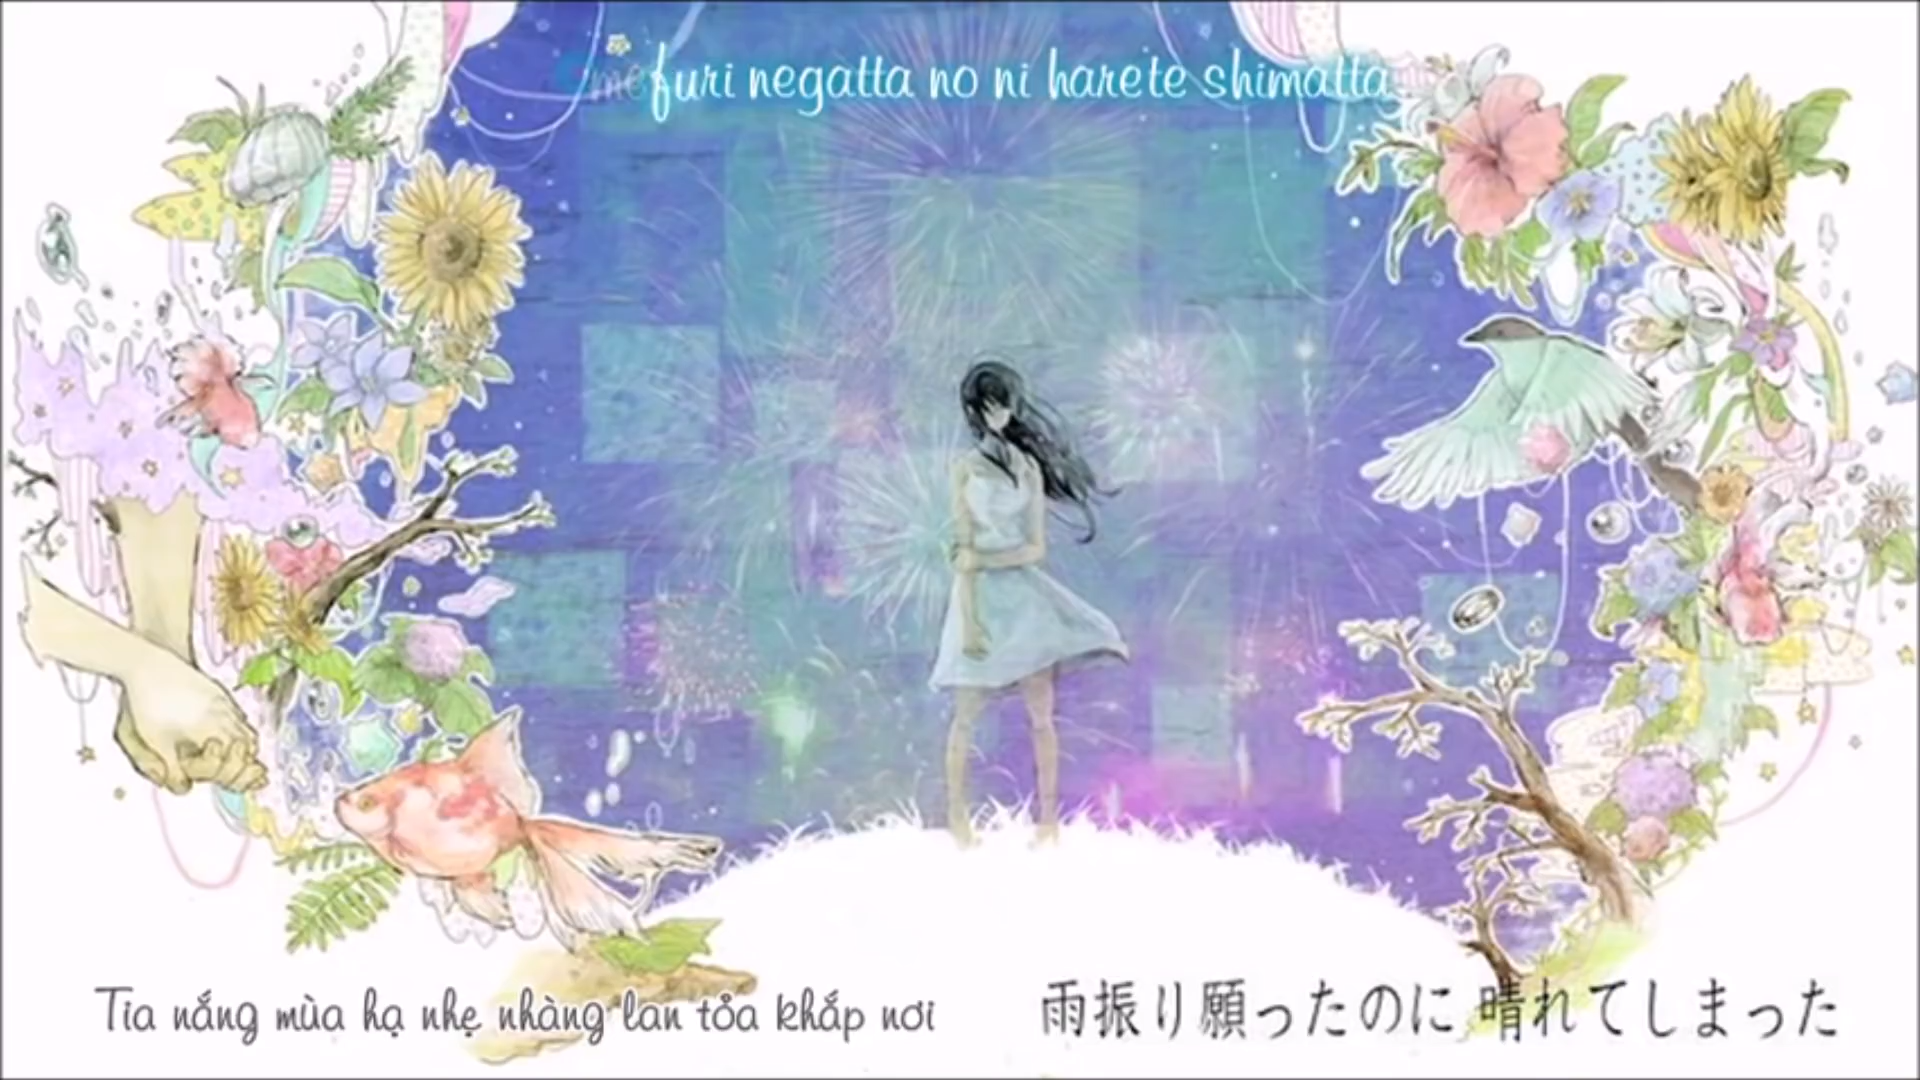 mefuri negatta no ni harete shimatta
Tia nắng mùa hạ nhẹ nhàng lan tỏa khắp nơi
雨振り願ったのに 晴れてしまった